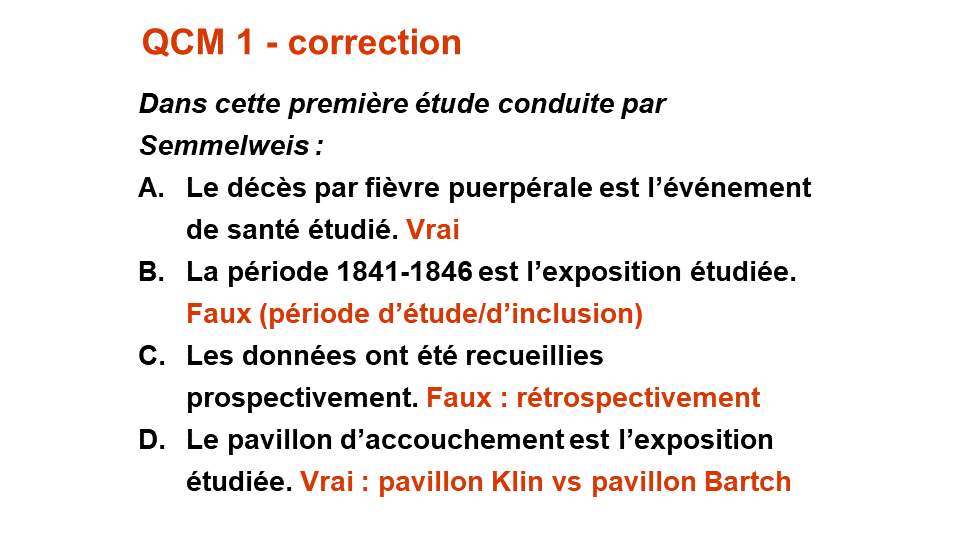 QCM 1 - correction
Dans cette première étude conduite par
Semmelweis :
A. Le décès par fièvre puerpérale est l’événement
de santé étudié. Vrai
B. La période 1841-1846 est l’exposition étudiée.
Faux (période d’étude/d’inclusion)
C. Les données ont été recueillies
prospectivement. Faux : rétrospectivement
D. Le pavillon d’accouchement est l’exposition
étudiée. Vrai : pavillon Klin vs pavillon Bartch